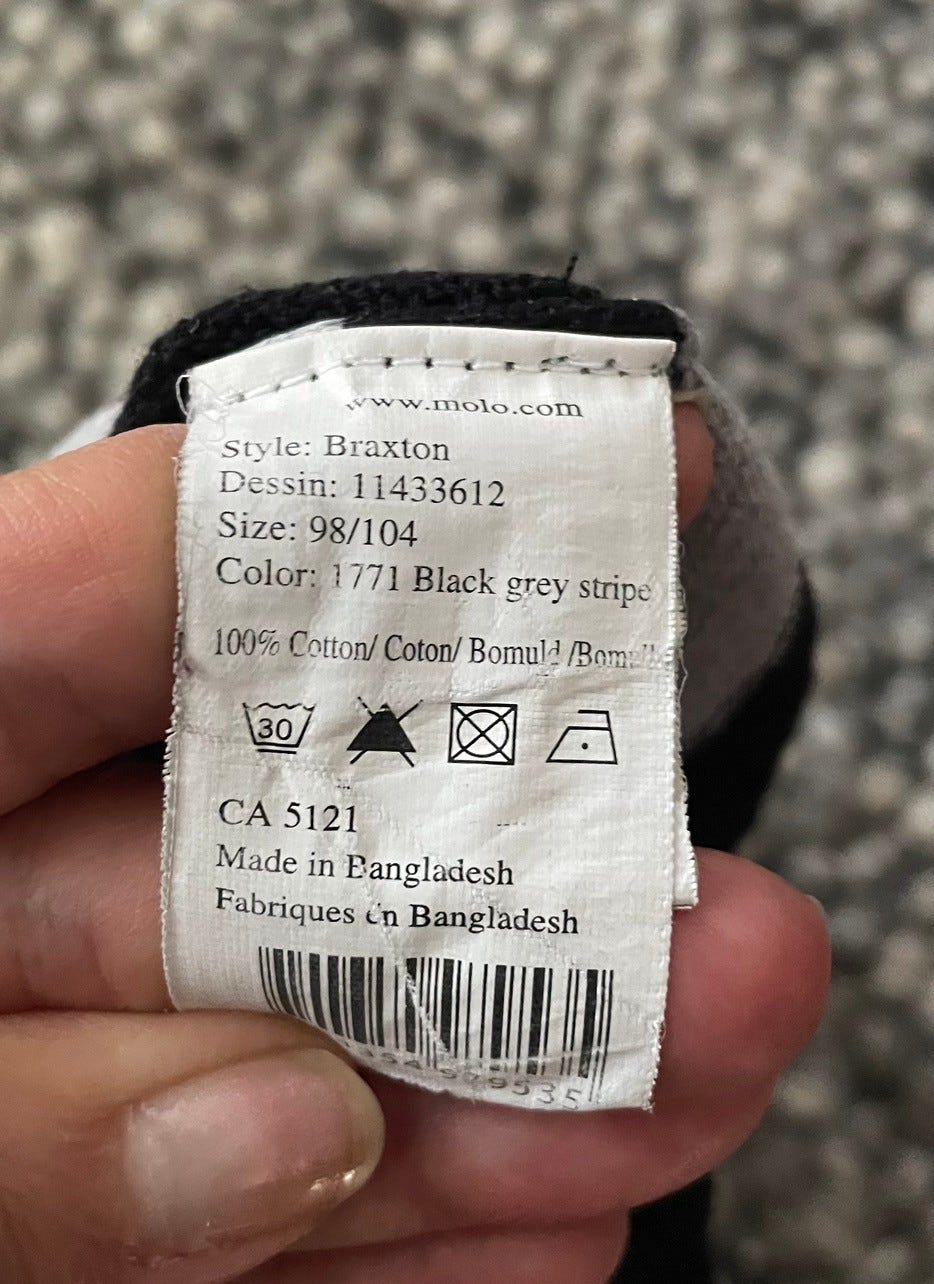 www.molo.com
Style: Braxton
Dessin: 11433612
Size: 98/104
Color: 1771 Black grey stripe
100% Cotton/ Coton/ Bomuld
30
CA 5121
Made in Bangladesh
Fabriques en Bangladesh